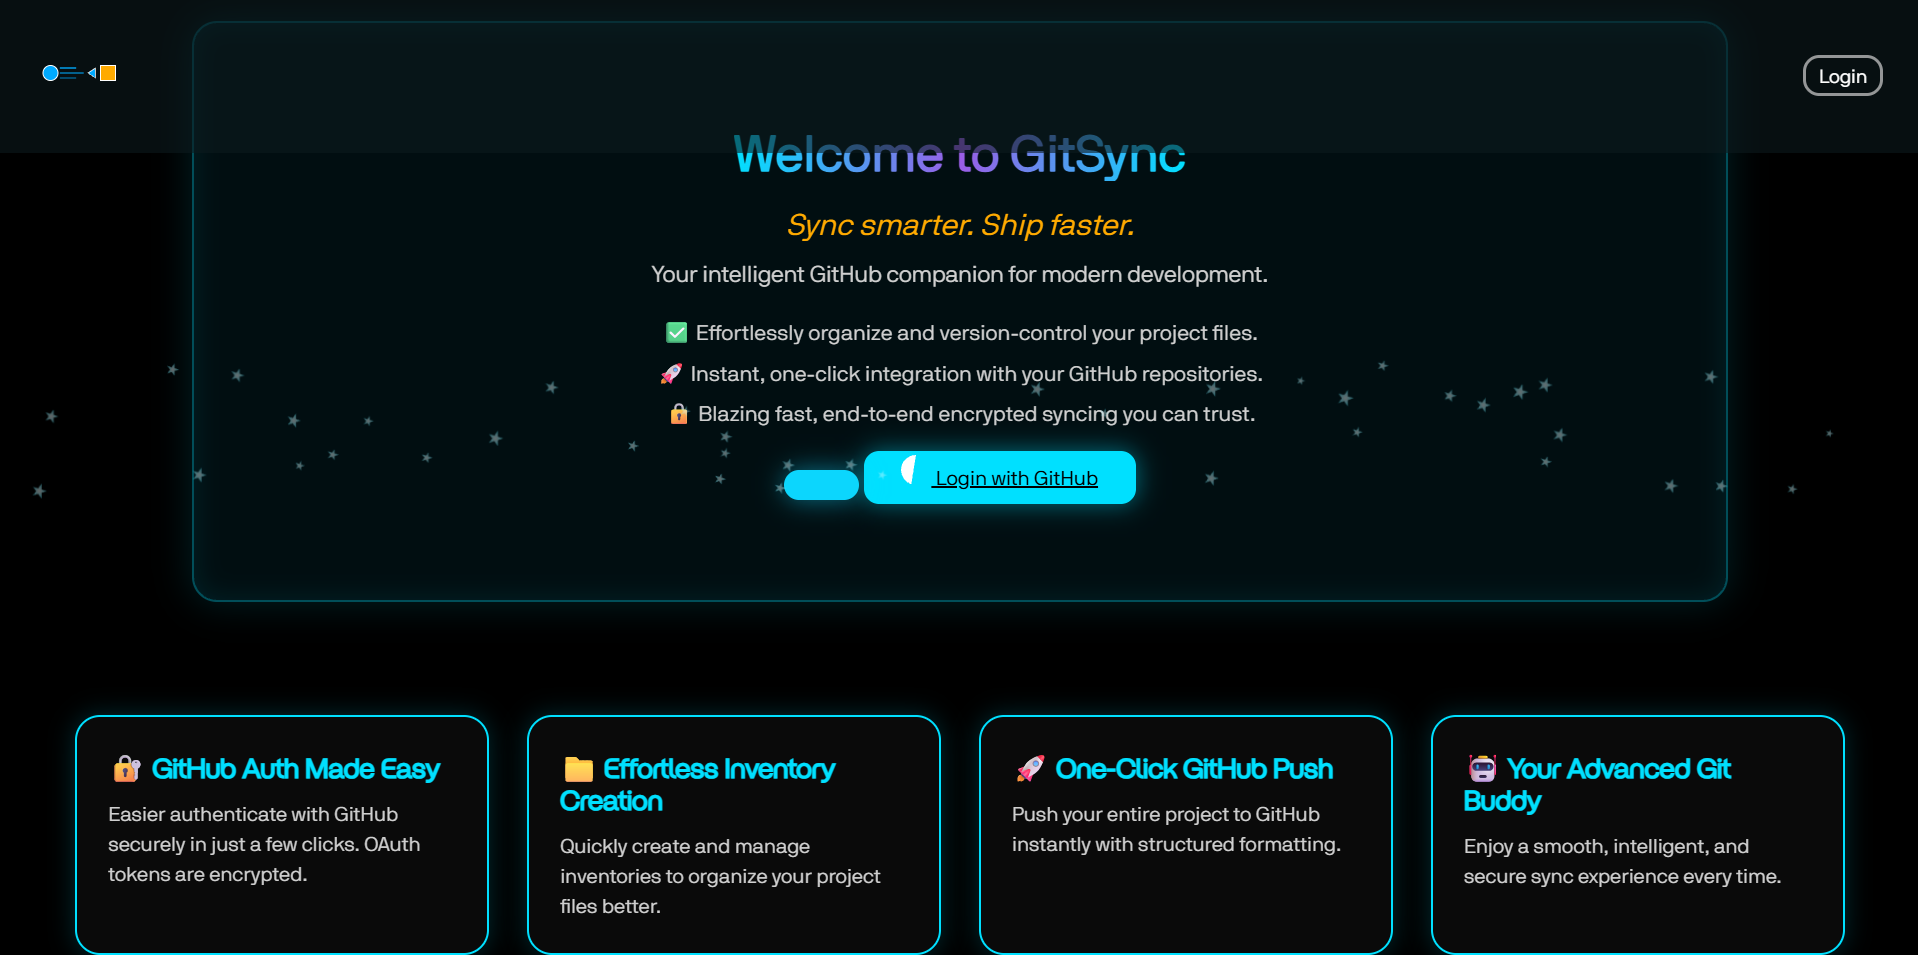 Login
Welcome to GitSync
Sync smarter. Ship faster.
Your intelligent GitHub companion for modern development.
✅ Effortlessly organize and version-control your project files.
🚀 Instant, one-click integration with your GitHub repositories.
🔒 Blazing fast, end-to-end encrypted syncing you can trust.
Login with GitHub
🔐 GitHub Auth Made Easy
Easier authenticate with GitHub
securely in just a few clicks. OAuth
tokens are encrypted.
📁 Effortless Inventory
Creation
Quickly create and manage
inventories to organize your project
files better.
🚀 One-Click GitHub Push
Push your entire project to GitHub
instantly with structured formatting.
🤖 Your Advanced Git
Buddy
Enjoy a smooth, intelligent, and
secure sync experience every time.